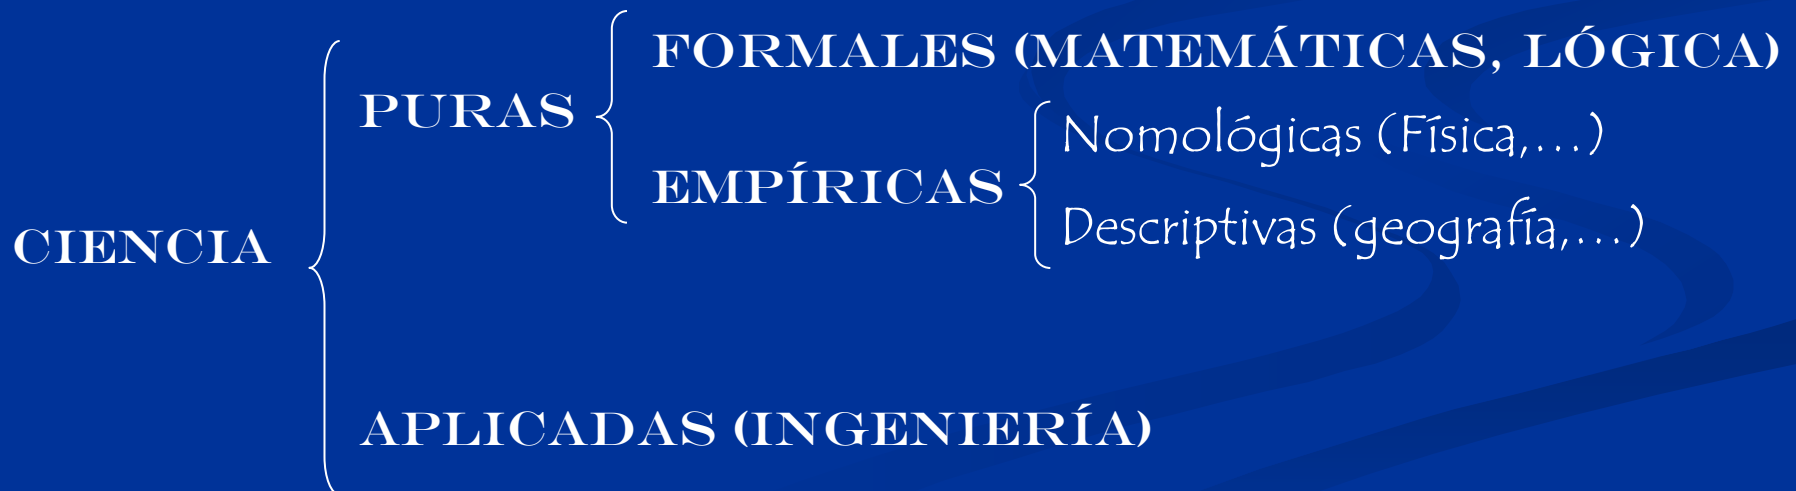 FORMALES (MATEMÁTICAS, LÓGICA)
PURAS
Nomológicas (Física,...)
EMPÍRICAS
Descriptivas (geografía,...)
CIENCIA
APLICADAS (INGENIERÍA)